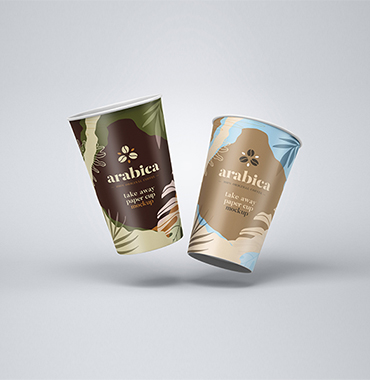 arabica
take away
paper cup
mockup
arabica
take away
paper cup
mockup